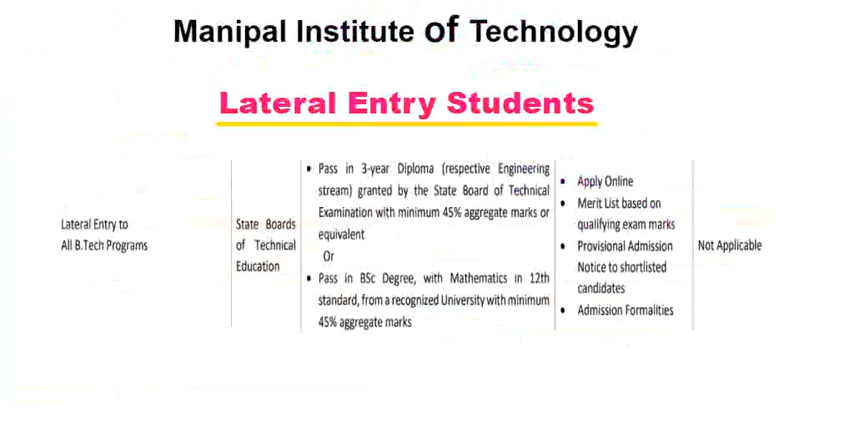 Manipal Institute of Technology
Lateral Entry Students
Lateral Entry to
All B.Tech Programs
State Boards
of Technical
Education
• Pass in 3-year Diploma (respective Engineering
stream) granted by the State Board of Technical
Examination with minimum 45% aggregate marks or
equivalent
Or
• Pass in BSc Degree, with Mathematics in 12th
standard, from a recognized University with minimum
45% aggregate marks
• Apply Online
• Merit List based on
qualifying exam marks
• Provisional Admission
Notice to shortlisted
candidates
• Admission Formalities
Not Applicable